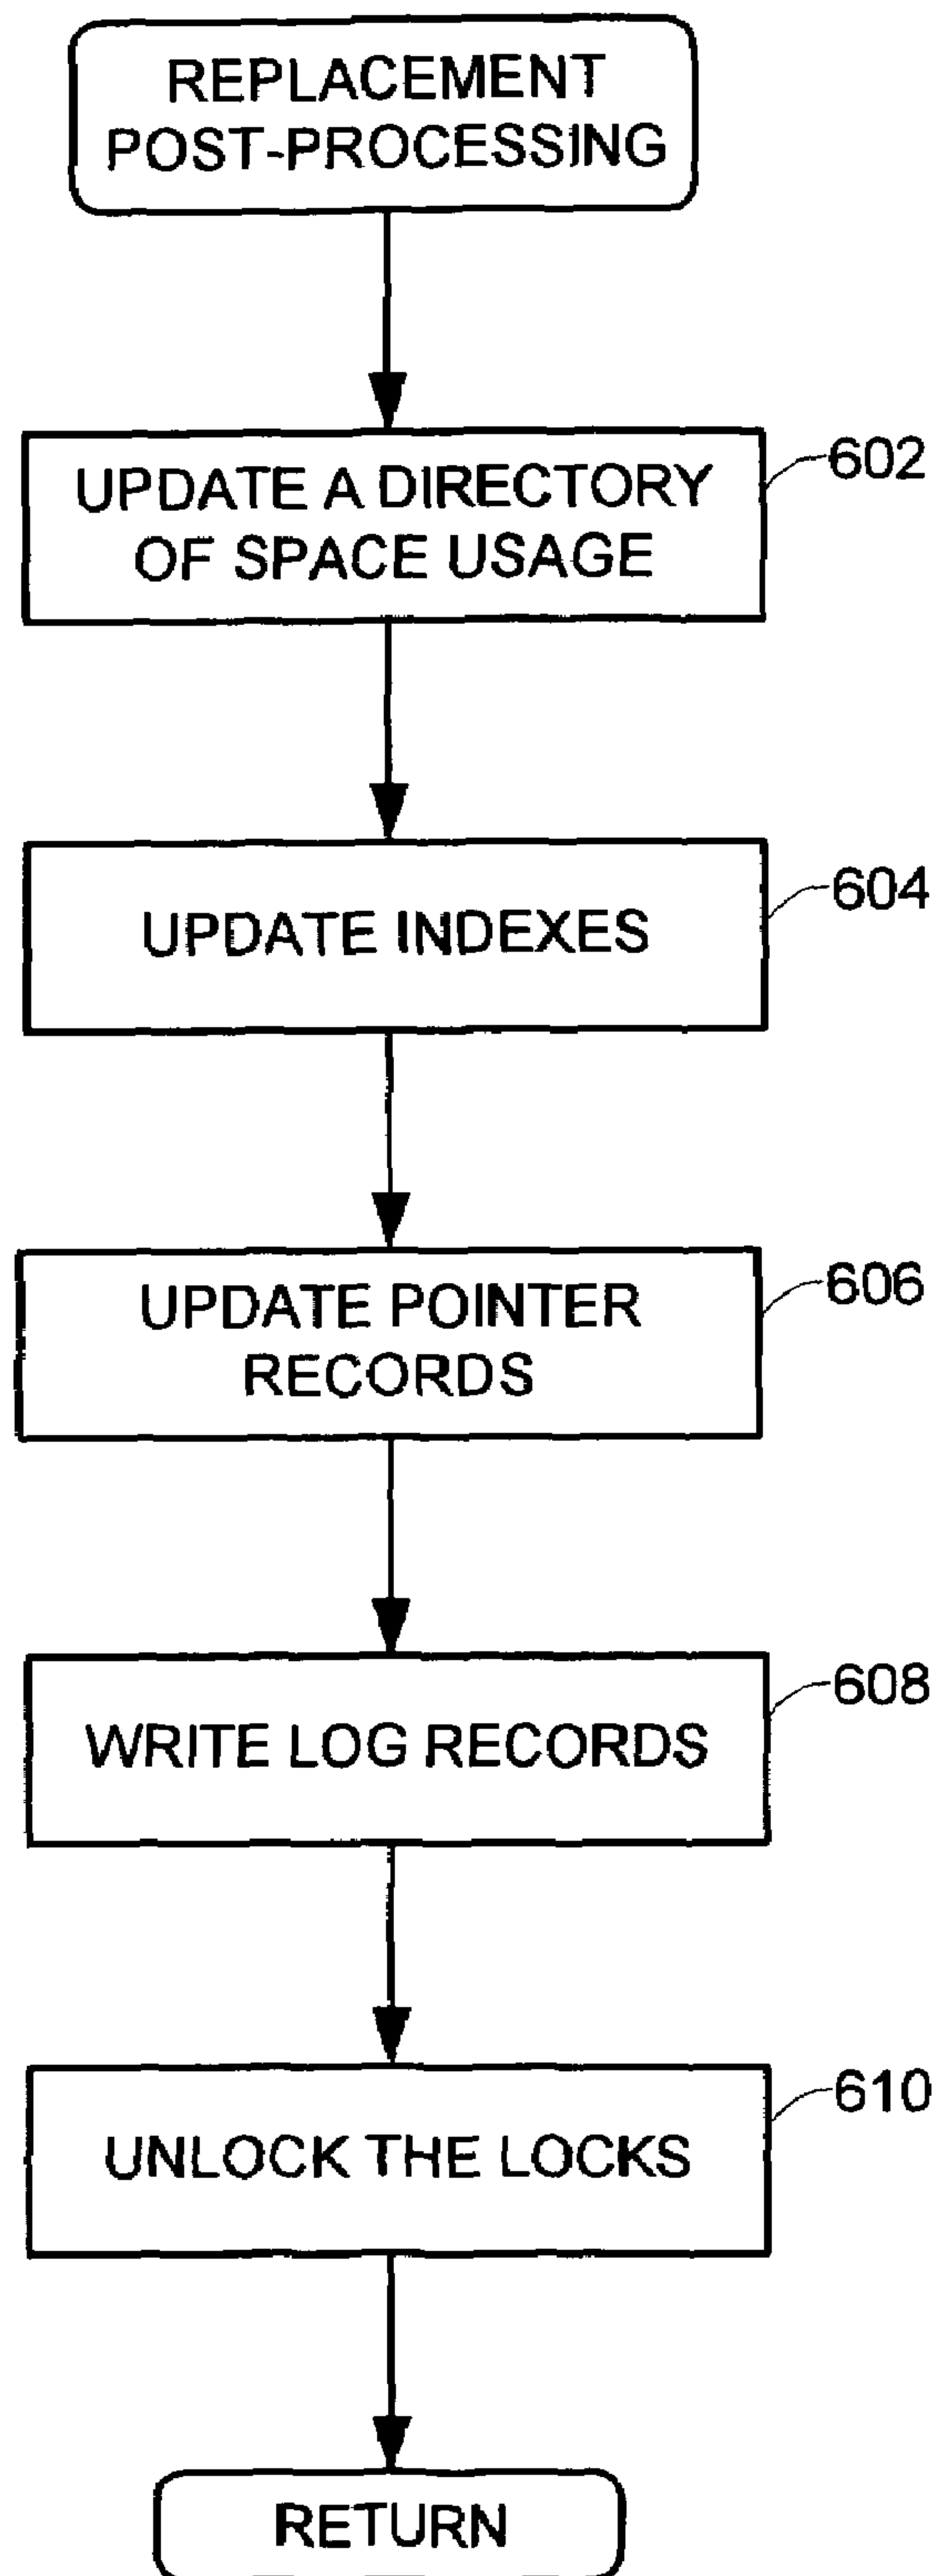 REPLACEMENT
POST-PROCESSING
602
UPDATE A DIRECTORY
OF SPACE USAGE
604
UPDATE INDEXES
606
UPDATE POINTER
RECORDS
608
WRITE LOG RECORDS
610
UNLOCK THE LOCKS
RETURN